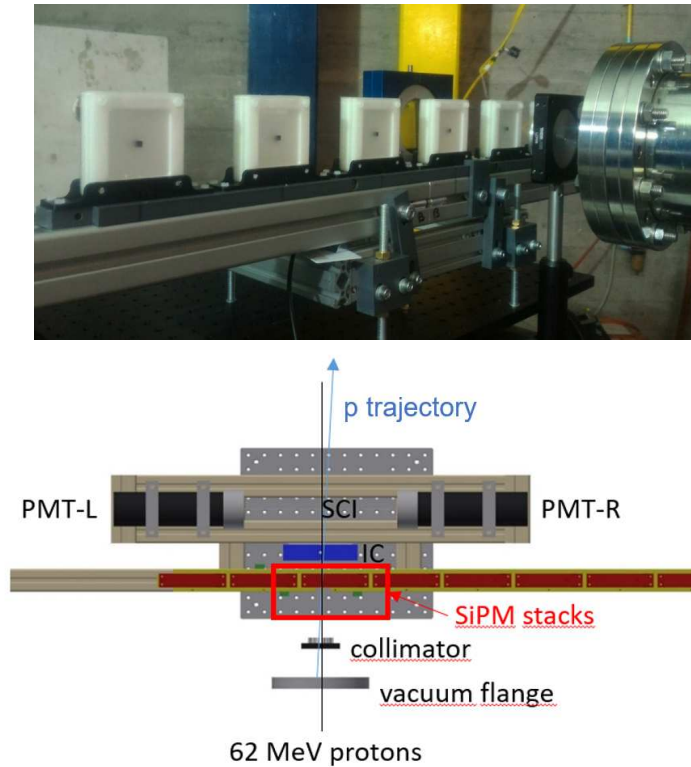 p trajectory
PMT-L
SCI
PMT-R
IC
SiPM stacks
collimator
vacuum flange
62 MeV protons